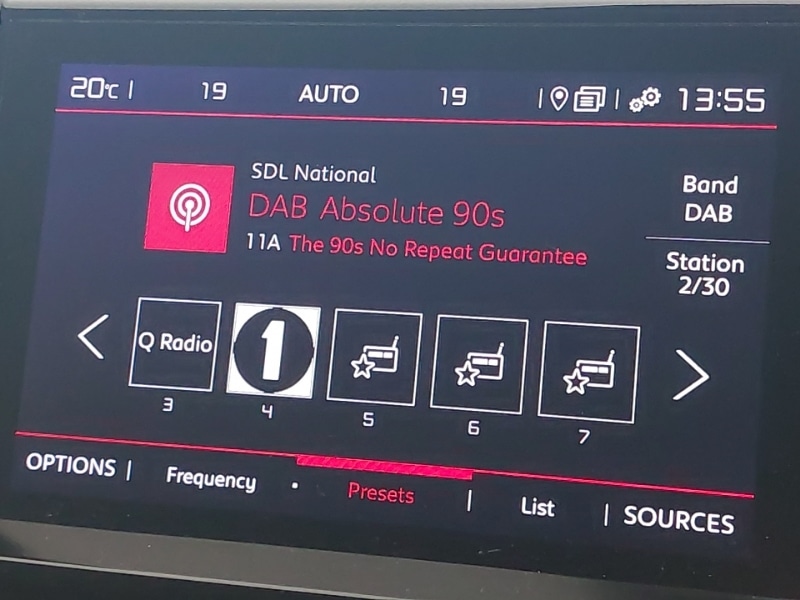 20°C 19 AUTO 19 13:55
SDL National
DAB Absolute 90s
11A The 90s No Repeat Guarantee
Band
DAB
Station
2/30
Q Radio 1
3 4 5 6 7
OPTIONS Frequency Presets List SOURCES